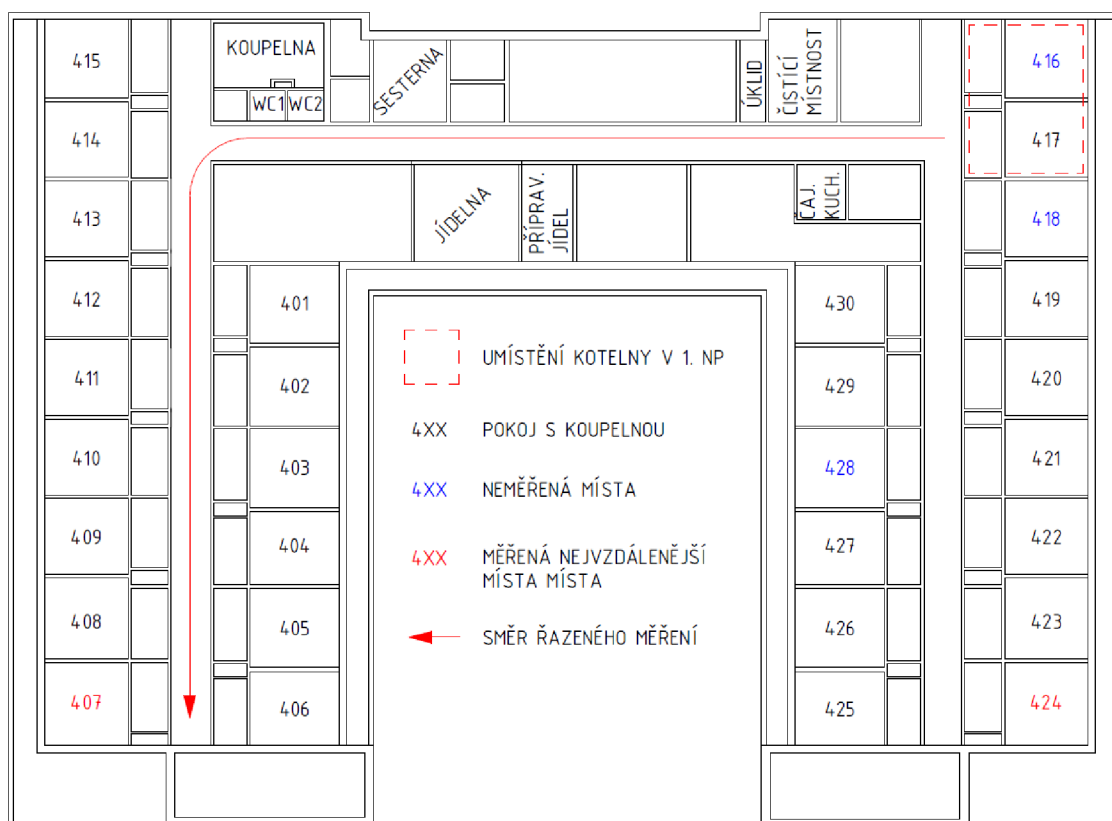 415
414
413
412
411
410
409
408
407
KOUPELNA
WC1
WC2
SESTERNA
ÚKLID
ČISTÍCÍ
MÍSTNOST
JÍDELNA
PŘÍPRAV.
JÍDEL
ČAJ.
KUCH.
401
402
403
404
405
406
UMÍSTĚNÍ KOTELNY V 1. NP
4XX POKOJ S KOUPELNOU
4XX NEMĚŘENÁ MÍSTA
4XX MĚŘENÁ NEJVZDÁLENĚJŠÍ
MÍSTA MÍSTA
SMĚR ŘAZENÉHO MĚŘENÍ
430
429
428
427
426
425
416
417
418
419
420
421
422
423
424